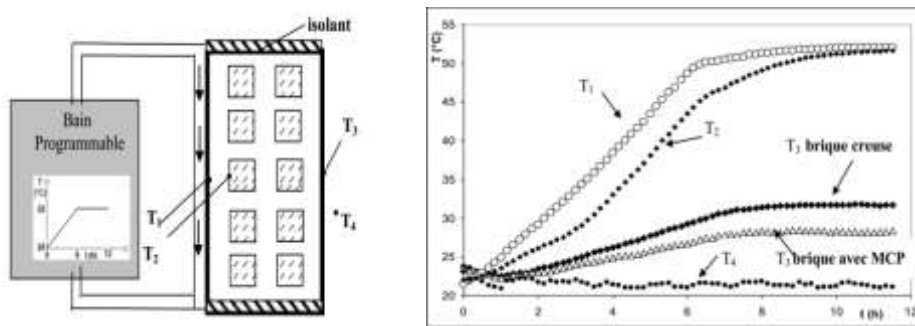 isolant
Bain
Programmable
T₁
T₂
T₃
T₄
T (°C)
55
50
45
40
35
30
25
20
0
2
4
6
8
10
12
t (h)
T₁
T₂
T₃ brique creuse
T₃ brique avec MCP
T₄